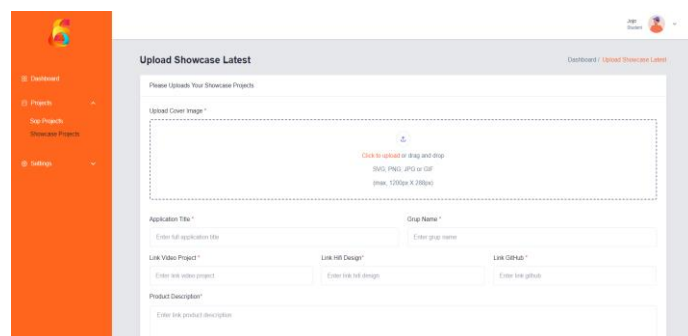 Jojo
Student
Upload Showcase Latest
Dashboard / Upload Showcase Latest
Dashboard
Please Uploads Your Showcase Projects
Projects
Upload Cover Image *
Sop Projects
Showcase Projects
Click to upload or drag and drop
Settings
SVG, PNG, JPG or GIF
(max, 1200px X 288px)
Application Title *
Grup Name *
Enter full application title
Enter grup name
Link Video Project *
Link Hifi Design*
Link GitHub *
Enter link video project
Enter link hifi design
Enter link github
Product Description*
Enter link product description